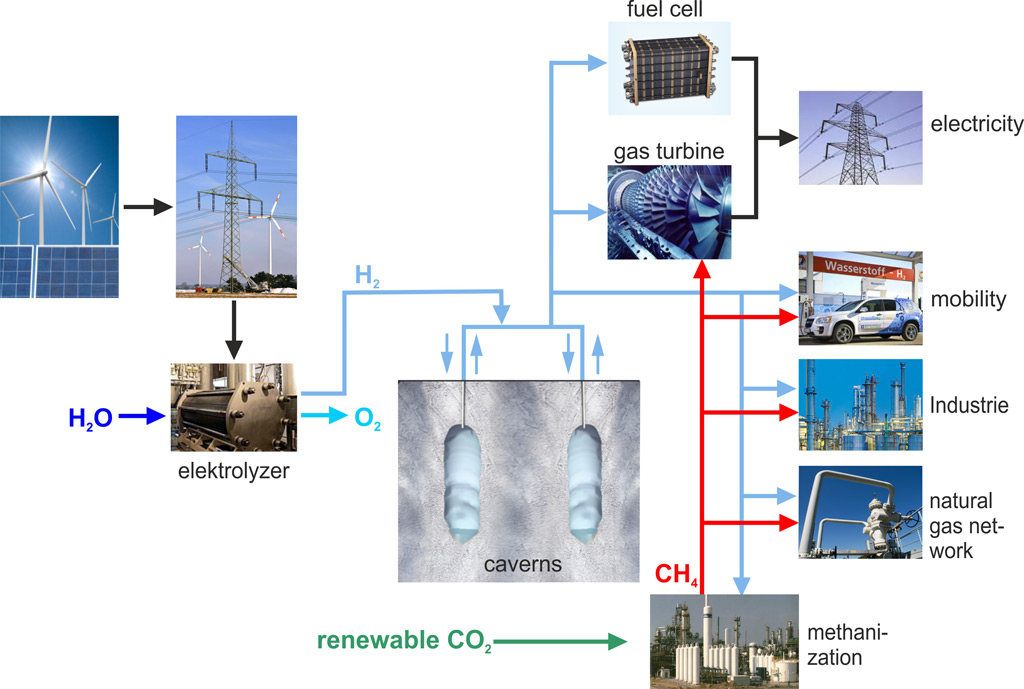 fuel cell
gas turbine
electricity
H₂
Wasserstoff - H₂
mobility
H₂O
O₂
elektrolyzer
Industrie
caverns
natural
gas net-
work
CH₄
renewable CO₂
methani-
zation